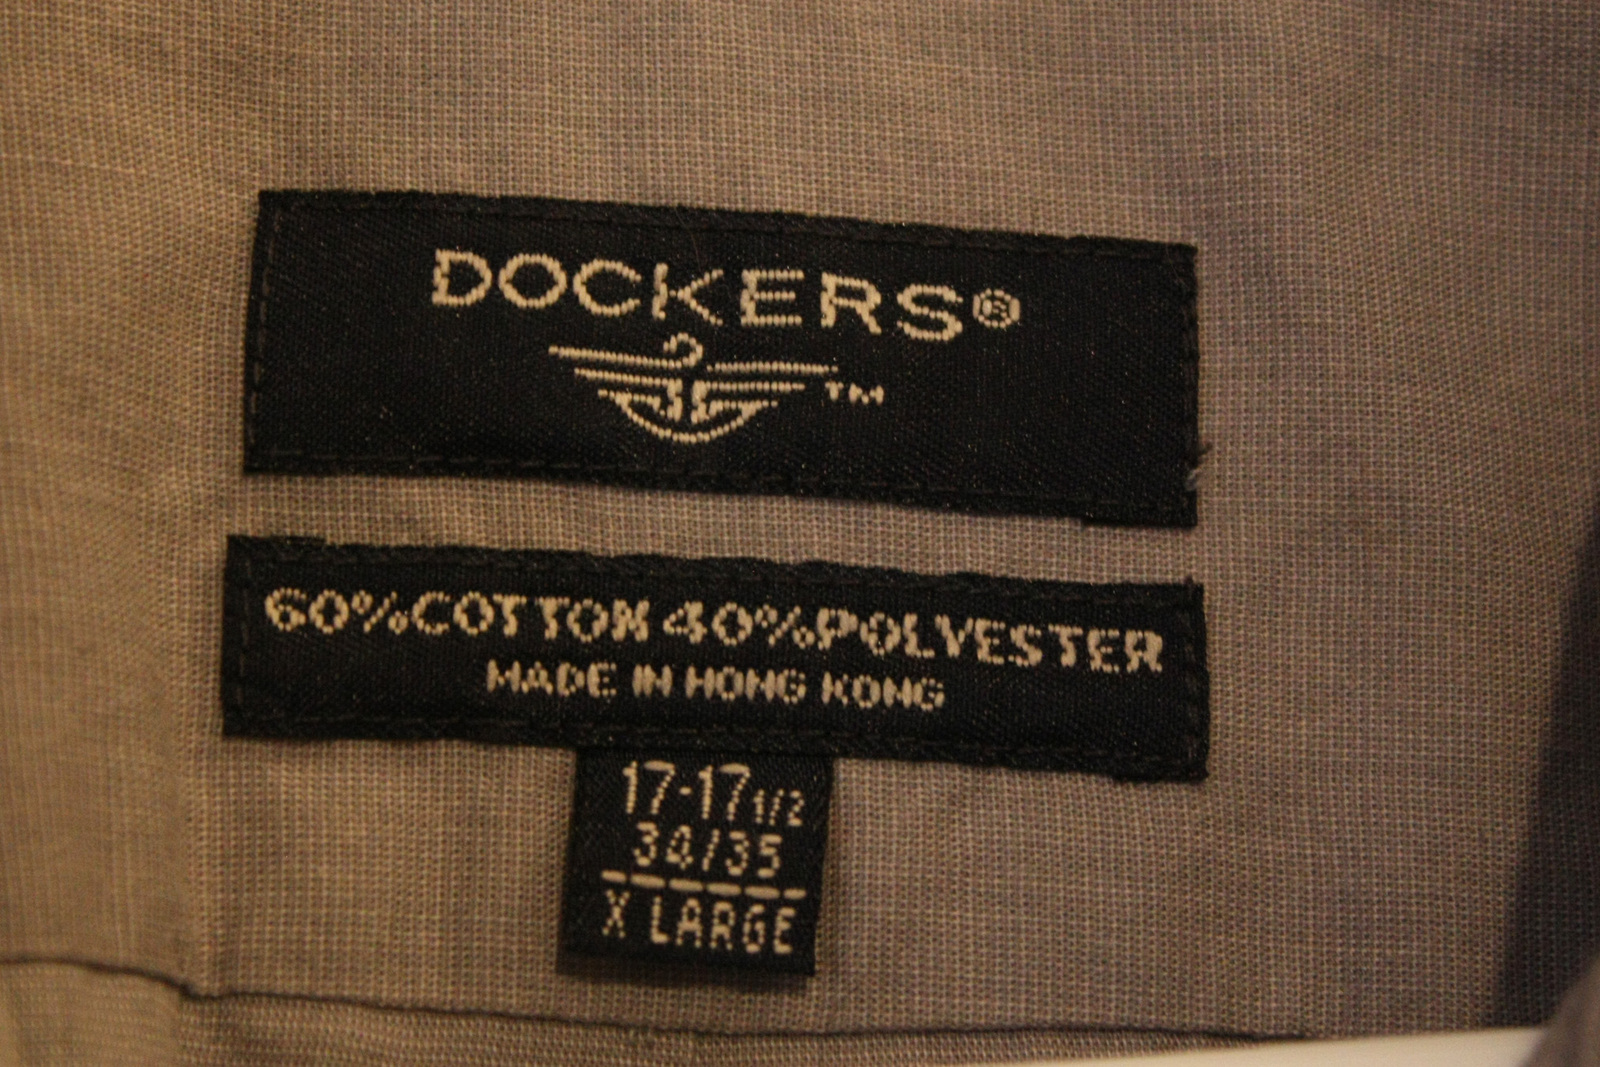 DOCKERS®
TM
60%COTTON 40%POLYESTER
MADE IN HONG KONG
17-17 1/2
34/35
X LARGE